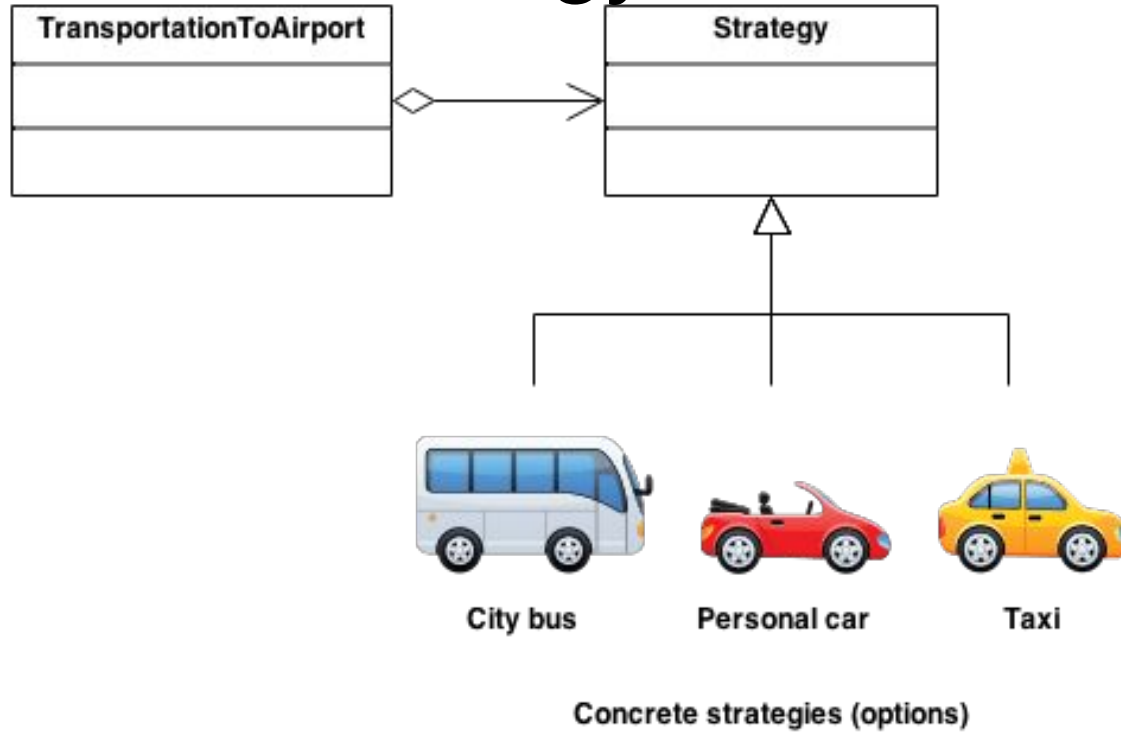 TransportationToAirport
Strategy
City bus
Personal car
Taxi
Concrete strategies (options)